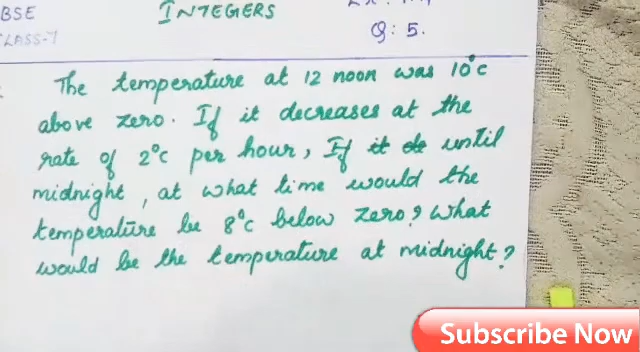 BSE INTEGERS
CLASS-7 Q: 5.
The temperature at 12 noon was 10°c
above zero. If it decreases at the
rate of 2°c per hour, If it de until
midnight, at what time would the
temperature be 8°c below zero? What
would be the temperature at midnight?
Subscribe Now